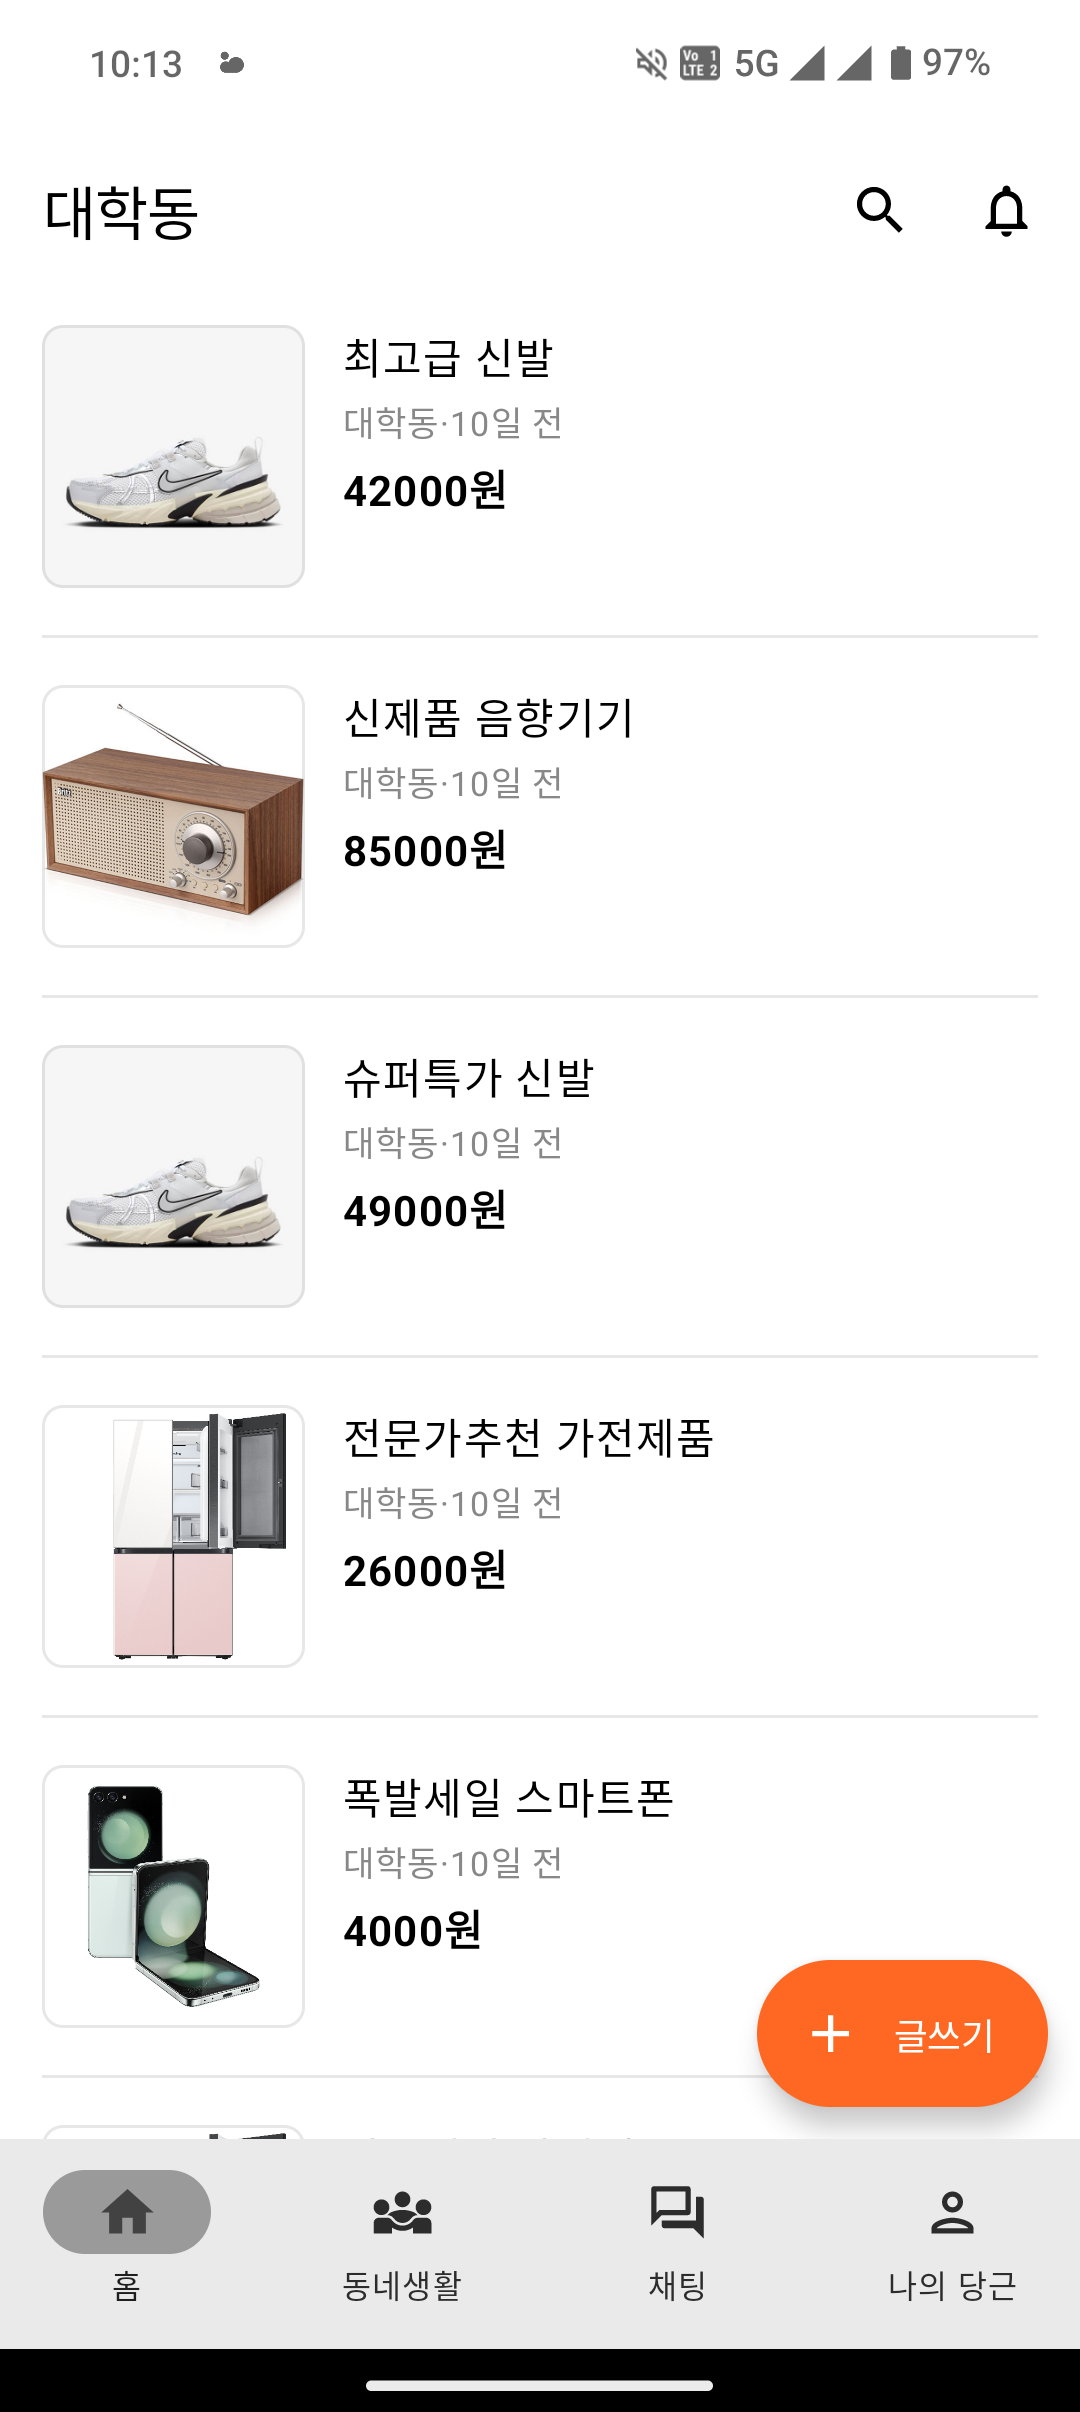 10:13
Vo 1
LTE 2
5G
97%
대학동
최고급 신발
대학동·10일 전
42000원
신제품 음향기기
대학동·10일 전
85000원
슈퍼특가 신발
대학동·10일 전
49000원
전문가추천 가전제품
대학동·10일 전
26000원
폭발세일 스마트폰
대학동·10일 전
4000원
글쓰기
홈
동네생활
채팅
나의 당근